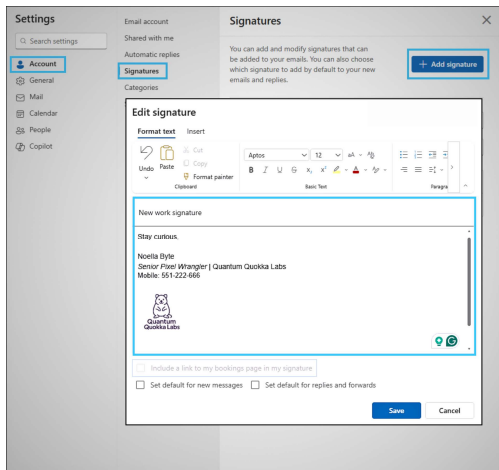 Settings
Search settings
Account
General
Mail
Calendar
People
Copilot
Email account
Shared with me
Automatic replies
Signatures
Categories
Signatures
You can add and modify signatures that can
be added to your emails. You can also choose
which signature to add by default to your new
emails and replies.
+ Add signature
Edit signature
Format text Insert
Undo
Paste
Cut
Copy
Format painter
Clipboard
Aptos
12
Basic Text
New work signature
Stay curious,
Noella Byte
Senior Pixel Wrangler | Quantum Quokka Labs
Mobile: 551-222-666
Quantum
Quokka Labs
Include a link to my bookings page in my signature
Set default for new messages
Set default for replies and forwards
Save
Cancel